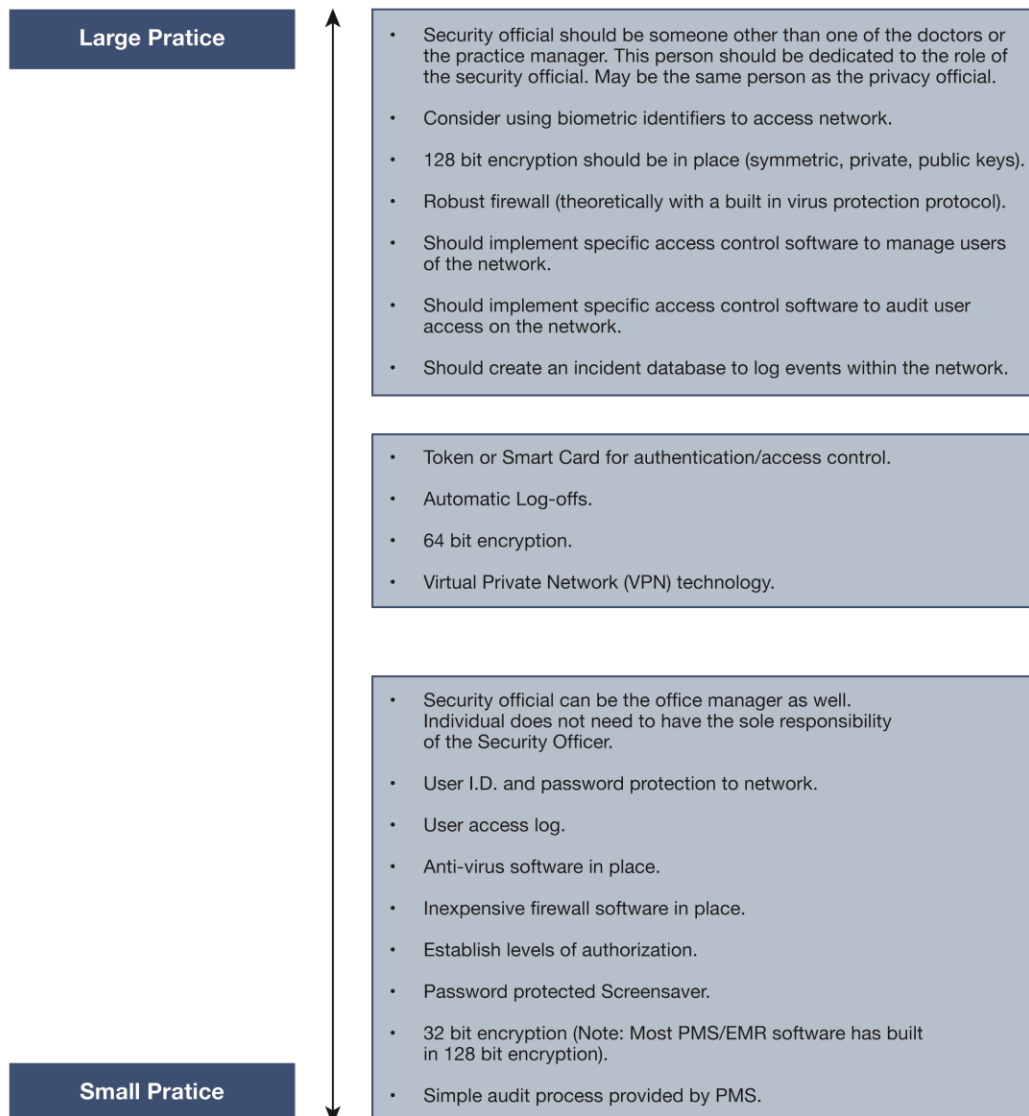 Large Pratice
• Security official should be someone other than one of the doctors or
the practice manager. This person should be dedicated to the role of
the security official. May be the same person as the privacy official.
• Consider using biometric identifiers to access network.
• 128 bit encryption should be in place (symmetric, private, public keys).
• Robust firewall (theoretically with a built in virus protection protocol).
• Should implement specific access control software to manage users
of the network.
• Should implement specific access control software to audit user
access on the network.
• Should create an incident database to log events within the network.
• Token or Smart Card for authentication/access control.
• Automatic Log-offs.
• 64 bit encryption.
• Virtual Private Network (VPN) technology.
• Security official can be the office manager as well.
Individual does not need to have the sole responsibility
of the Security Officer.
• User I.D. and password protection to network.
• User access log.
• Anti-virus software in place.
• Inexpensive firewall software in place.
• Establish levels of authorization.
• Password protected Screensaver.
• 32 bit encryption (Note: Most PMS/EMR software has built
in 128 bit encryption).
• Simple audit process provided by PMS.
Small Pratice